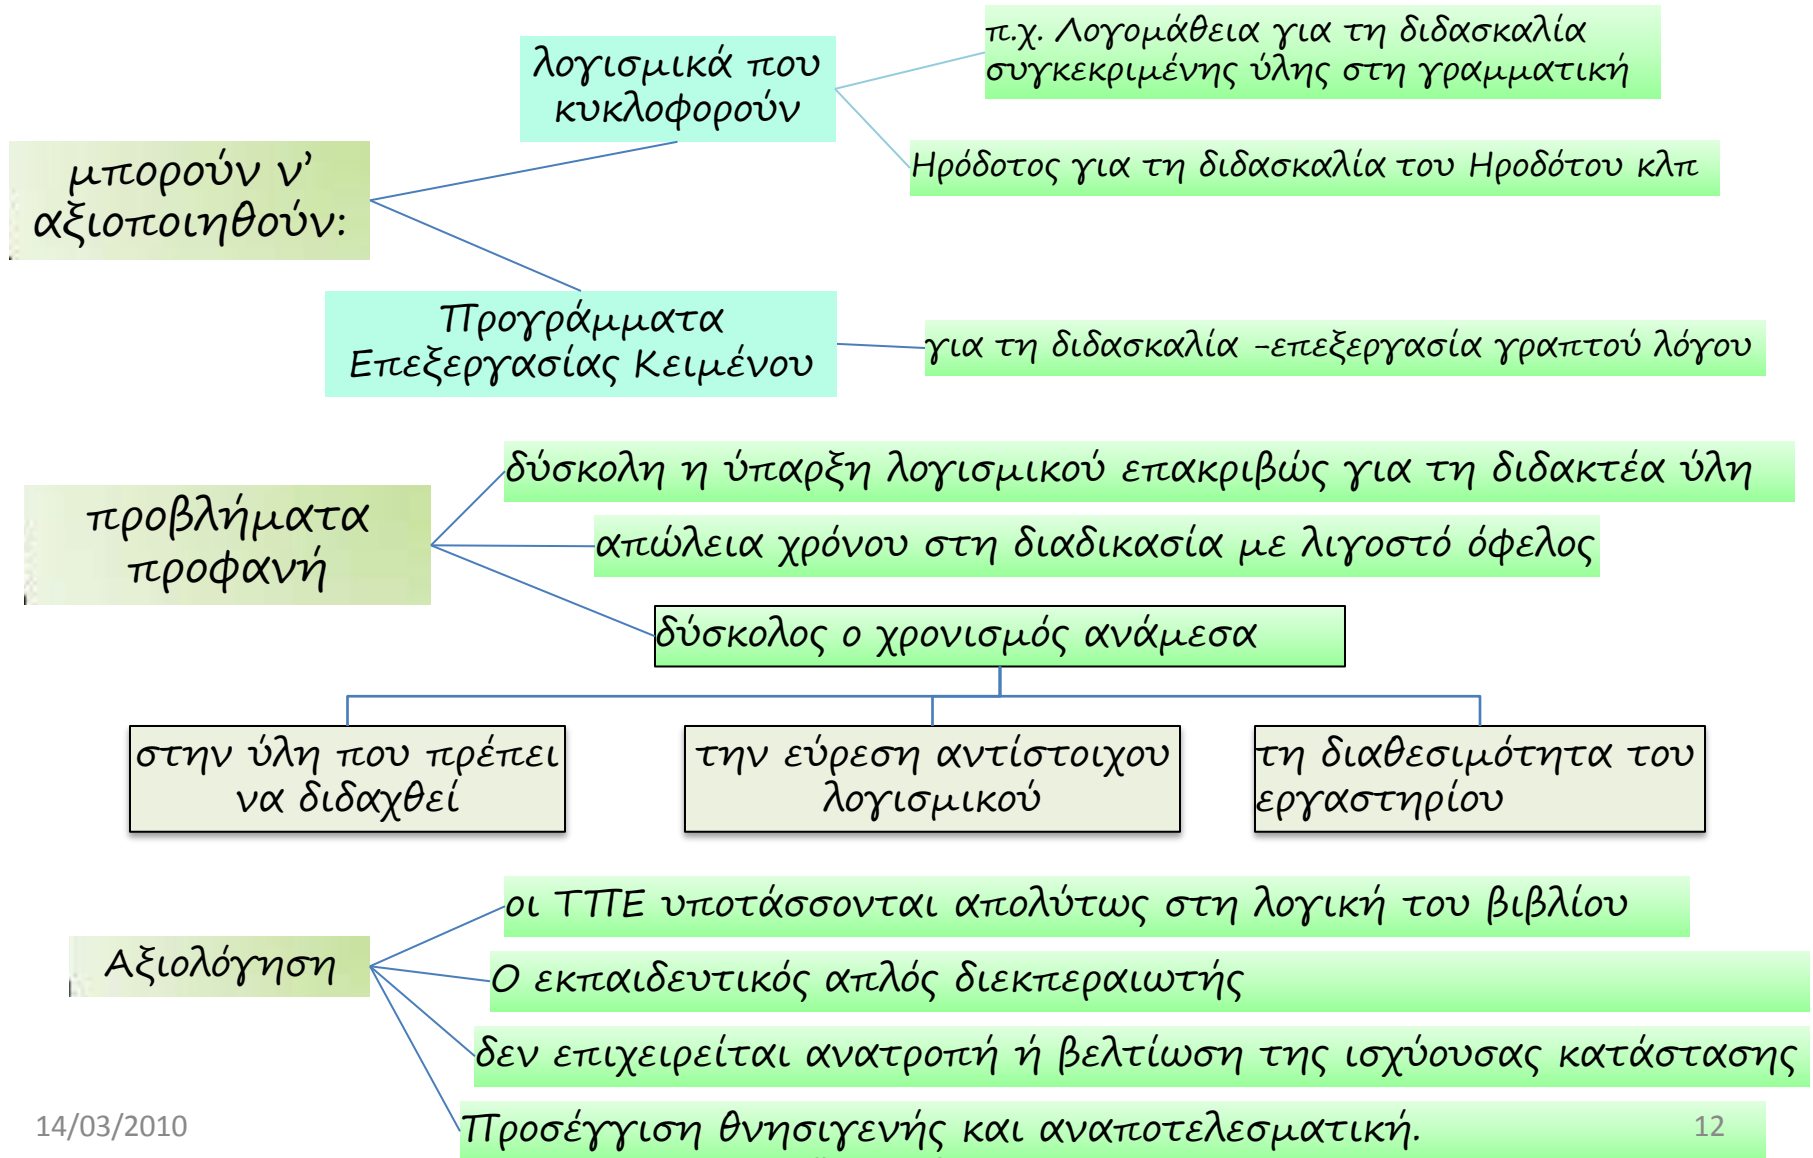 μπορούν ν’
αξιοποιηθούν:
λογισμικά που
κυκλοφορούν
π.χ. Λογομάθεια για τη διδασκαλία
συγκεκριμένης ύλης στη γραμματική
Ηρόδοτος για τη διδασκαλία του Ηροδότου κλπ
Προγράμματα
Επεξεργασίας Κειμένου
για τη διδασκαλία -επεξεργασία γραπτού λόγου
προβλήματα
προφανή
δύσκολη η ύπαρξη λογισμικού επακριβώς για τη διδακτέα ύλη
απώλεια χρόνου στη διαδικασία με λιγοστό όφελος
δύσκολος ο χρονισμός ανάμεσα
στην ύλη που πρέπει
να διδαχθεί
την εύρεση αντίστοιχου
λογισμικού
τη διαθεσιμότητα του
εργαστηρίου
Αξιολόγηση
οι ΤΠΕ υποτάσσονται απολύτως στη λογική του βιβλίου
Ο εκπαιδευτικός απλός διεκπεραιωτής
δεν επιχειρείται ανατροπή ή βελτίωση της ισχύουσας κατάστασης
Προσέγγιση θνησιγενής και αναποτελεσματική.
14/03/2010
12